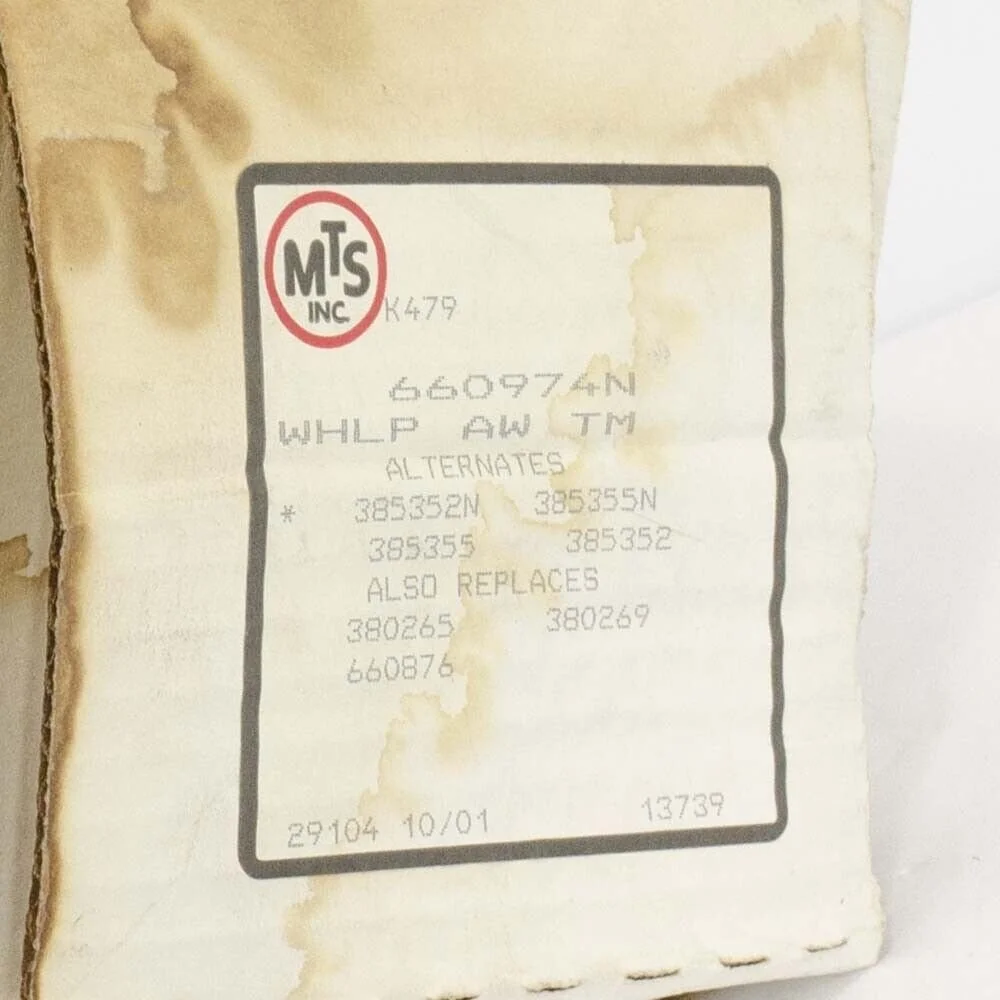 MTS
INC.
K479
660974N
WHLP AW TM
ALTERNATES
* 385352N 385355N
385355 385352
ALSO REPLACES
380265 380269
660876
29104 10/01 13739